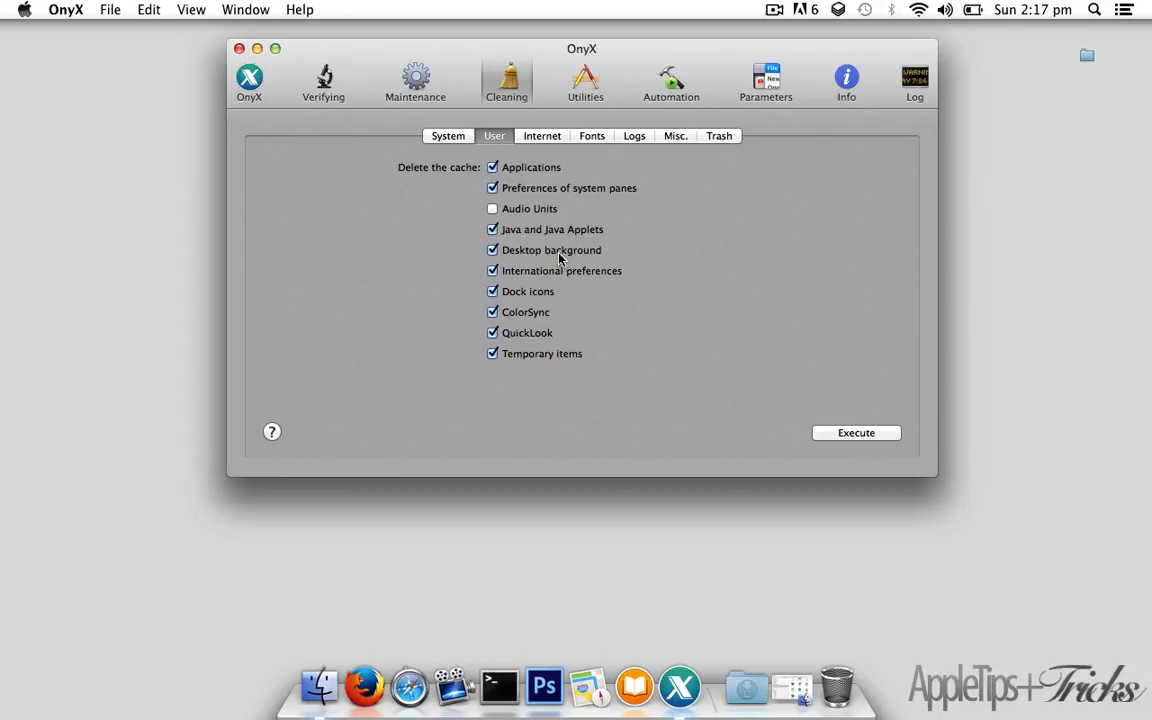 OnyX File Edit View Window Help 6 Sun 2:17 pm
OnyX
OnyX Verifying Maintenance Cleaning Utilities Automation Parameters Info Log
System User Internet Fonts Logs Misc. Trash
Delete the cache: Applications
Preferences of system panes
Audio Units
Java and Java Applets
Desktop background
International preferences
Dock icons
ColorSync
QuickLook
Temporary items
? Execute
Ps
AppleTips+Tricks